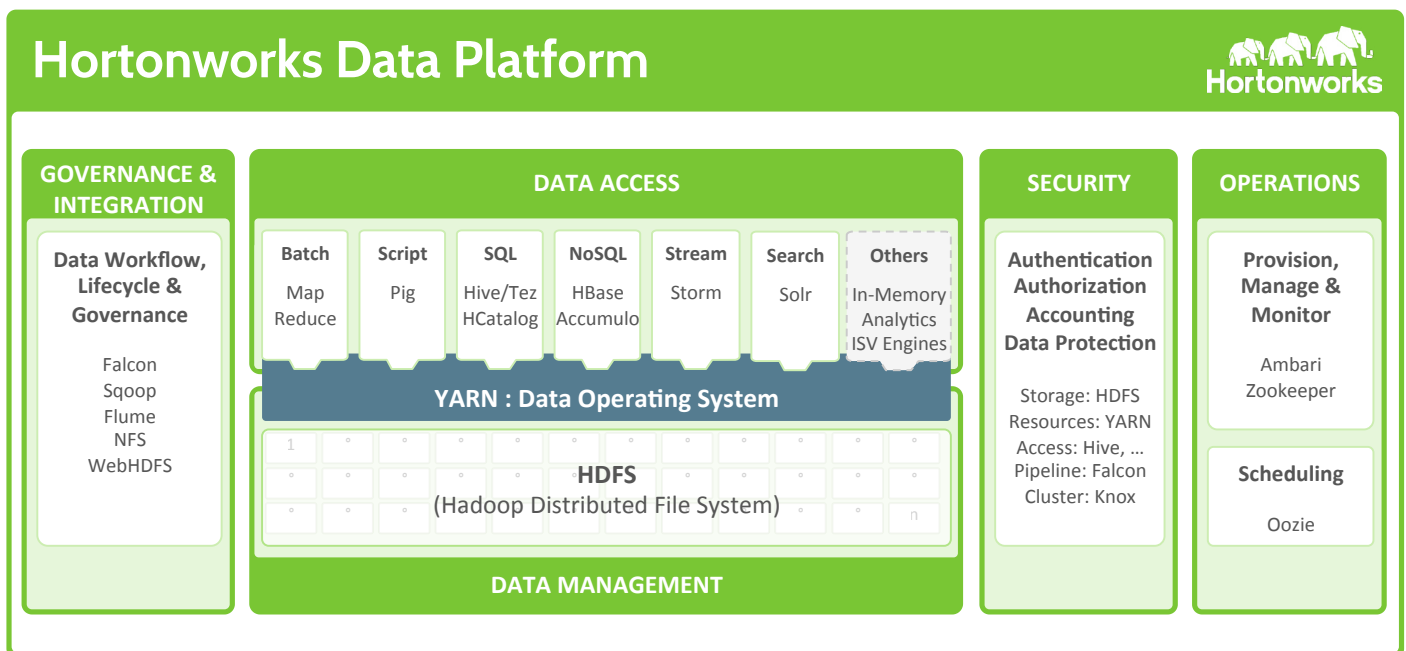 Hortonworks Data Platform
Hortonworks
GOVERNANCE &
INTEGRATION
Data Workflow,
Lifecycle &
Governance
Falcon
Sqoop
Flume
NFS
WebHDFS
DATA ACCESS
Batch
Map
Reduce
Script
Pig
SQL
Hive/Tez
HCatalog
NoSQL
HBase
Accumulo
Stream
Storm
Search
Solr
Others
In-Memory
Analytics
ISV Engines
YARN : Data Operating System
1 ° ° ° ° ° ° ° ° ° ° °
° ° ° ° ° ° ° ° ° ° ° °
° ° ° ° ° ° ° ° ° ° ° n
HDFS
(Hadoop Distributed File System)
DATA MANAGEMENT
SECURITY
Authentication
Authorization
Accounting
Data Protection
Storage: HDFS
Resources: YARN
Access: Hive, ...
Pipeline: Falcon
Cluster: Knox
OPERATIONS
Provision,
Manage &
Monitor
Ambari
Zookeeper
Scheduling
Oozie